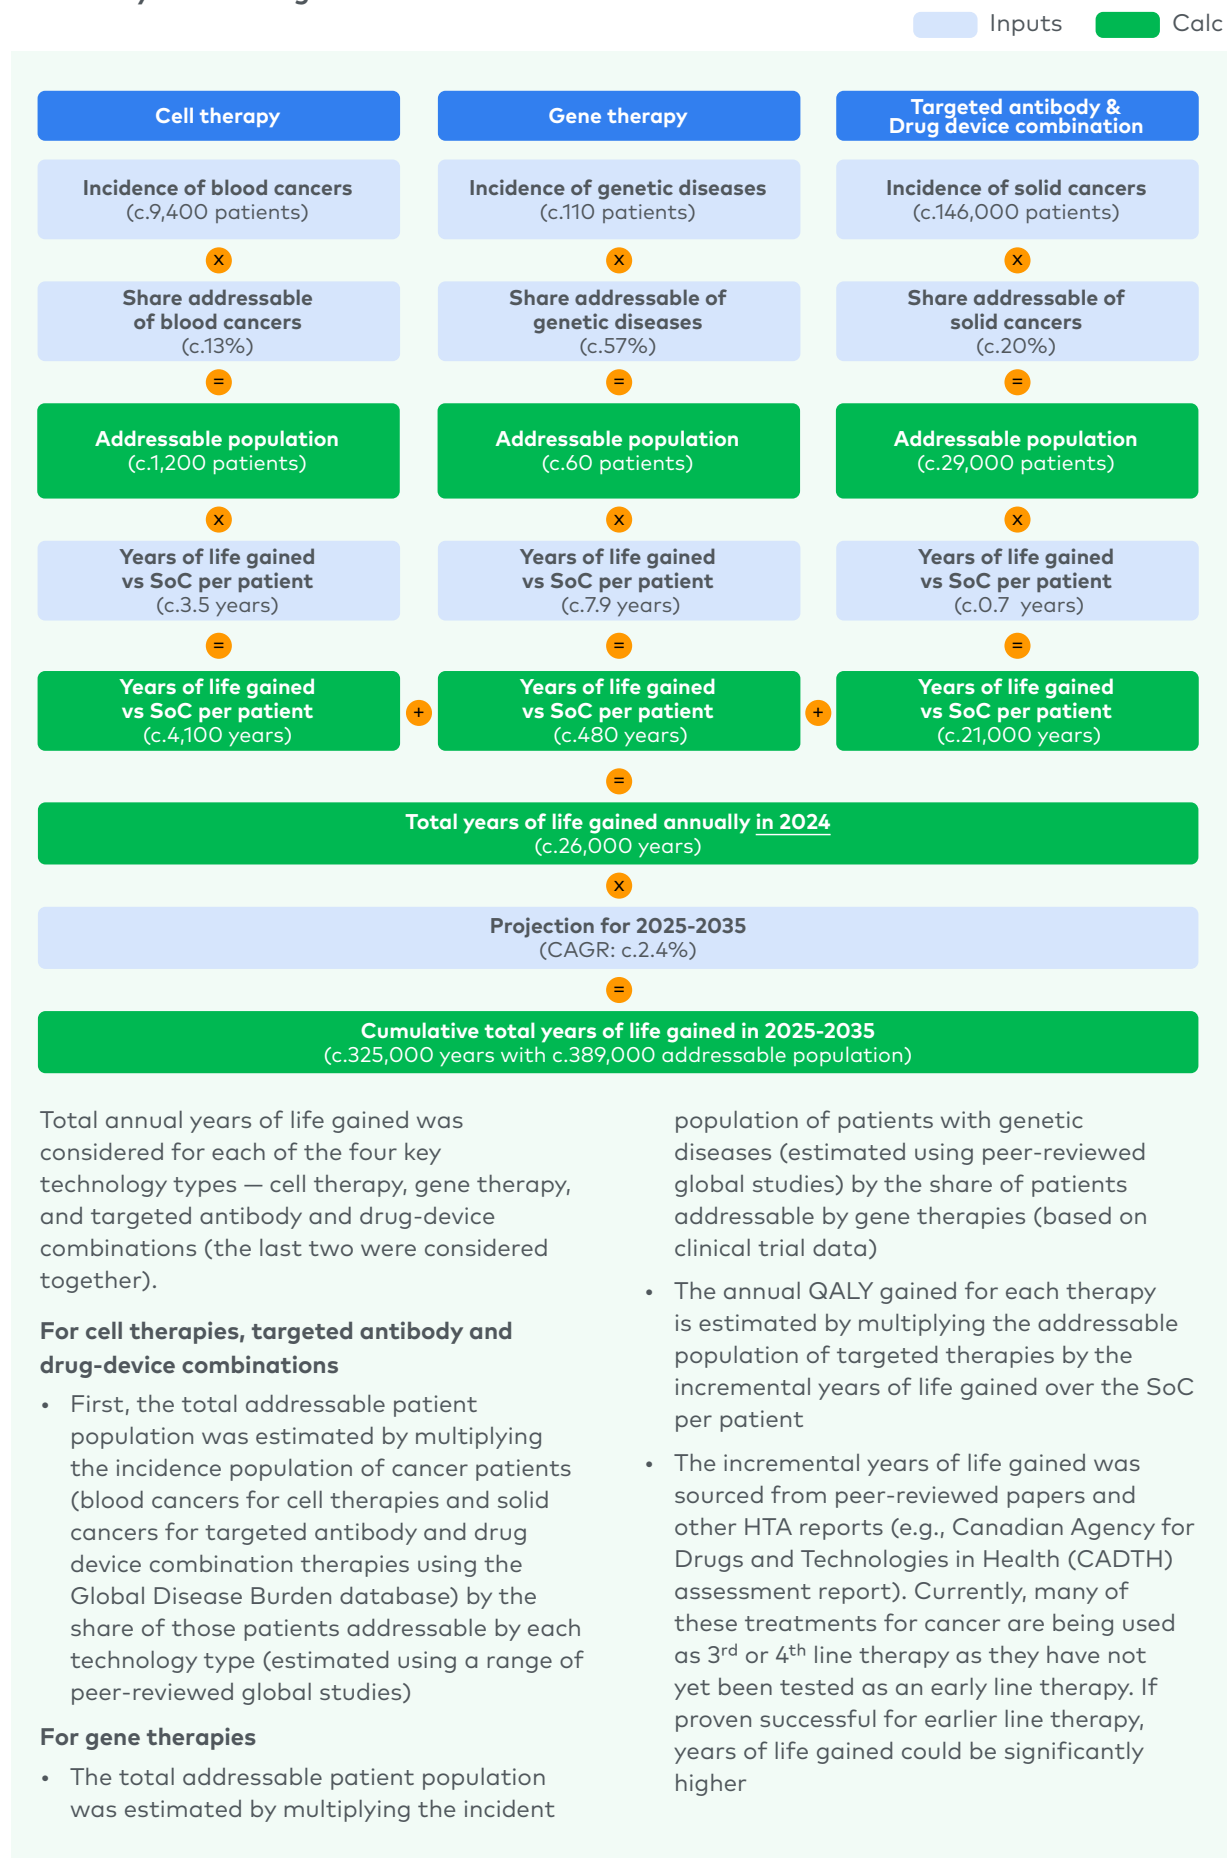 Inputs
Calc
Cell therapy
Gene therapy
Targeted antibody &
Drug device combination
Incidence of blood cancers
(c.9,400 patients)
Incidence of genetic diseases
(c.110 patients)
Incidence of solid cancers
(c.146,000 patients)
x
x
x
Share addressable
of blood cancers
(c.13%)
Share addressable of
genetic diseases
(c.57%)
Share addressable of
solid cancers
(c.20%)
=
=
=
Addressable population
(c.1,200 patients)
Addressable population
(c.60 patients)
Addressable population
(c.29,000 patients)
x
x
x
Years of life gained
vs SoC per patient
(c.3.5 years)
Years of life gained
vs SoC per patient
(c.7.9 years)
Years of life gained
vs SoC per patient
(c.0.7 years)
=
=
=
Years of life gained
vs SoC per patient
(c.4,100 years)
+
Years of life gained
vs SoC per patient
(c.480 years)
+
Years of life gained
vs SoC per patient
(c.21,000 years)
=
Total years of life gained annually in 2024
(c.26,000 years)
x
Projection for 2025-2035
(CAGR: c.2.4%)
=
Cumulative total years of life gained in 2025-2035
(c.325,000 years with c.389,000 addressable population)
Total annual years of life gained was
considered for each of the four key
technology types — cell therapy, gene therapy,
and targeted antibody and drug-device
combinations (the last two were considered
together).
For cell therapies, targeted antibody and
drug-device combinations
• First, the total addressable patient
population was estimated by multiplying
the incidence population of cancer patients
(blood cancers for cell therapies and solid
cancers for targeted antibody and drug
device combination therapies using the
Global Disease Burden database) by the
share of those patients addressable by each
technology type (estimated using a range of
peer-reviewed global studies)
For gene therapies
• The total addressable patient population
was estimated by multiplying the incident
population of patients with genetic
diseases (estimated using peer-reviewed
global studies) by the share of patients
addressable by gene therapies (based on
clinical trial data)
• The annual QALY gained for each therapy
is estimated by multiplying the addressable
population of targeted therapies by the
incremental years of life gained over the SoC
per patient
• The incremental years of life gained was
sourced from peer-reviewed papers and
other HTA reports (e.g., Canadian Agency for
Drugs and Technologies in Health (CADTH)
assessment report). Currently, many of
these treatments for cancer are being used
as 3rd or 4th line therapy as they have not
yet been tested as an early line therapy. If
proven successful for earlier line therapy,
years of life gained could be significantly
higher